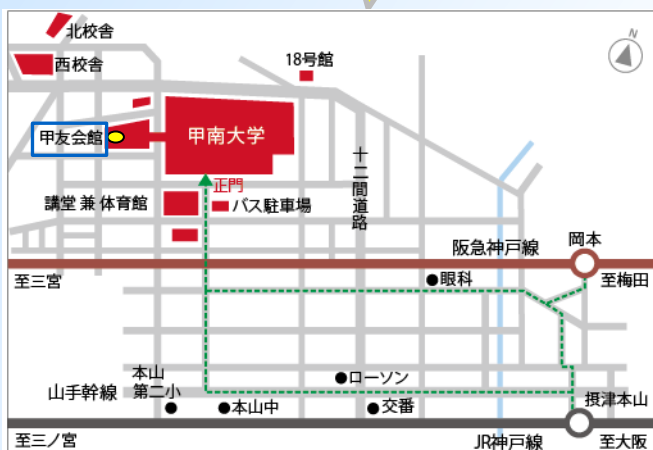 北校舎
N
西校舎
18号館
甲友会館
甲南大学
正門
十二間道路
講堂 兼 体育館
バス駐車場
阪急神戸線
岡本
至三宮
眼科
至梅田
本山
第二小
ローソン
山手幹線
本山中
交番
摂津本山
至三ノ宮
JR神戸線
至大阪